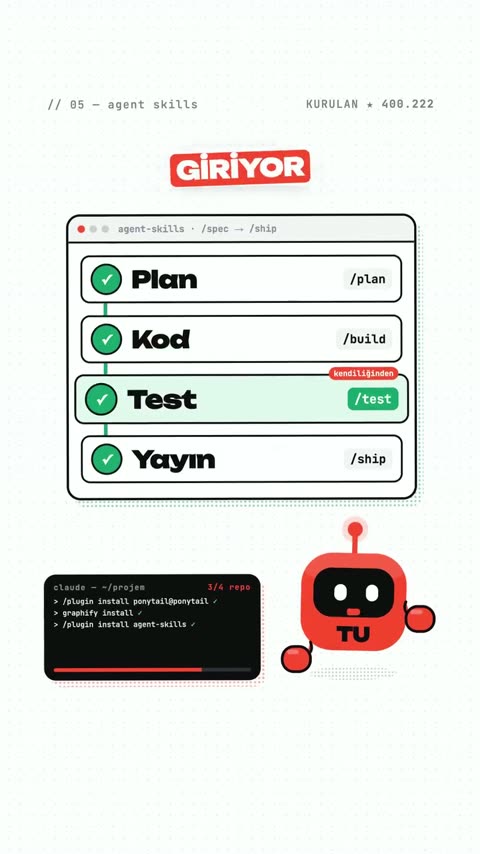 // 05 — agent skills
KURULAN ★ 400.222
GİRİYOR
agent-skills · /spec → /ship
Plan /plan
Kod /build
kendiliğinden
Test /test
Yayın /ship
claude — ~/projem 3/4 repo
> /plugin install ponytail@ponytail ✓
> graphify install ✓
> /plugin install agent-skills ✓
TU